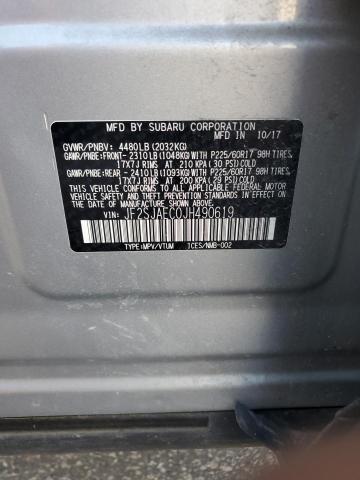 MFD BY SUBARU CORPORATION 10/17
GVWR/PNBV: 4480LB(2032KG)
GAWR/PNBE:FRONT- 2310LB(1048KG)WITH P225/60R17 98H TIRES,
17X7J RIMS AT 210 KPA(30 PSI)COLD
GAWR/PNBE:REAR - 2410LB(1093KG)WITH P225/60R17 98H TIRES,
17X7J RIMS AT 200 KPA(29 PSI)COLD
THIS VEHICLE CONFORMS TO ALL APPLICABLE FEDERAL MOTOR
VEHICLE SAFETY, BUMPER, AND THEFT PREVENTION STANDARDS
IN EFFECT ON THE DATE OF MANUFACTURE SHOWN ABOVE.
VIN: JF2SJAEC0JH490619
TYPE:MPV/VTUM ICES/NMB-002